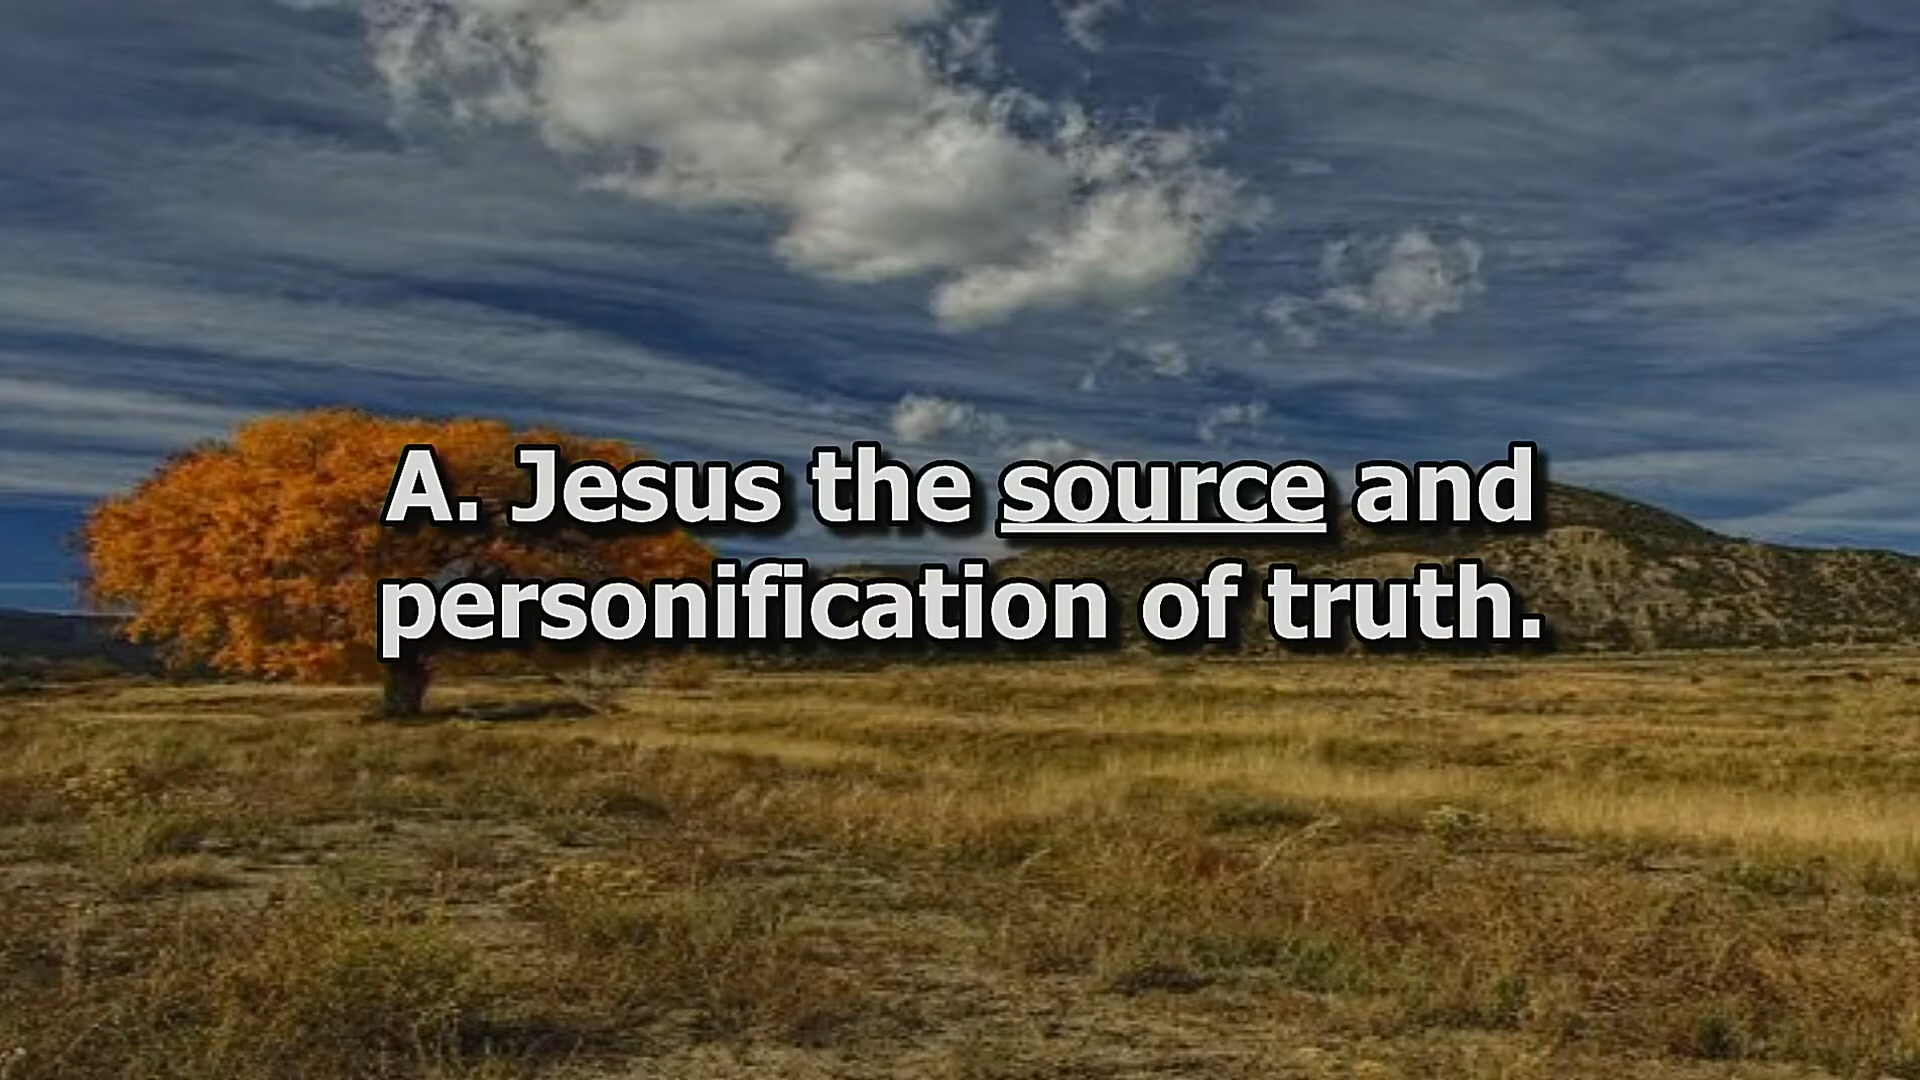 A. Jesus the source and
personification of truth.